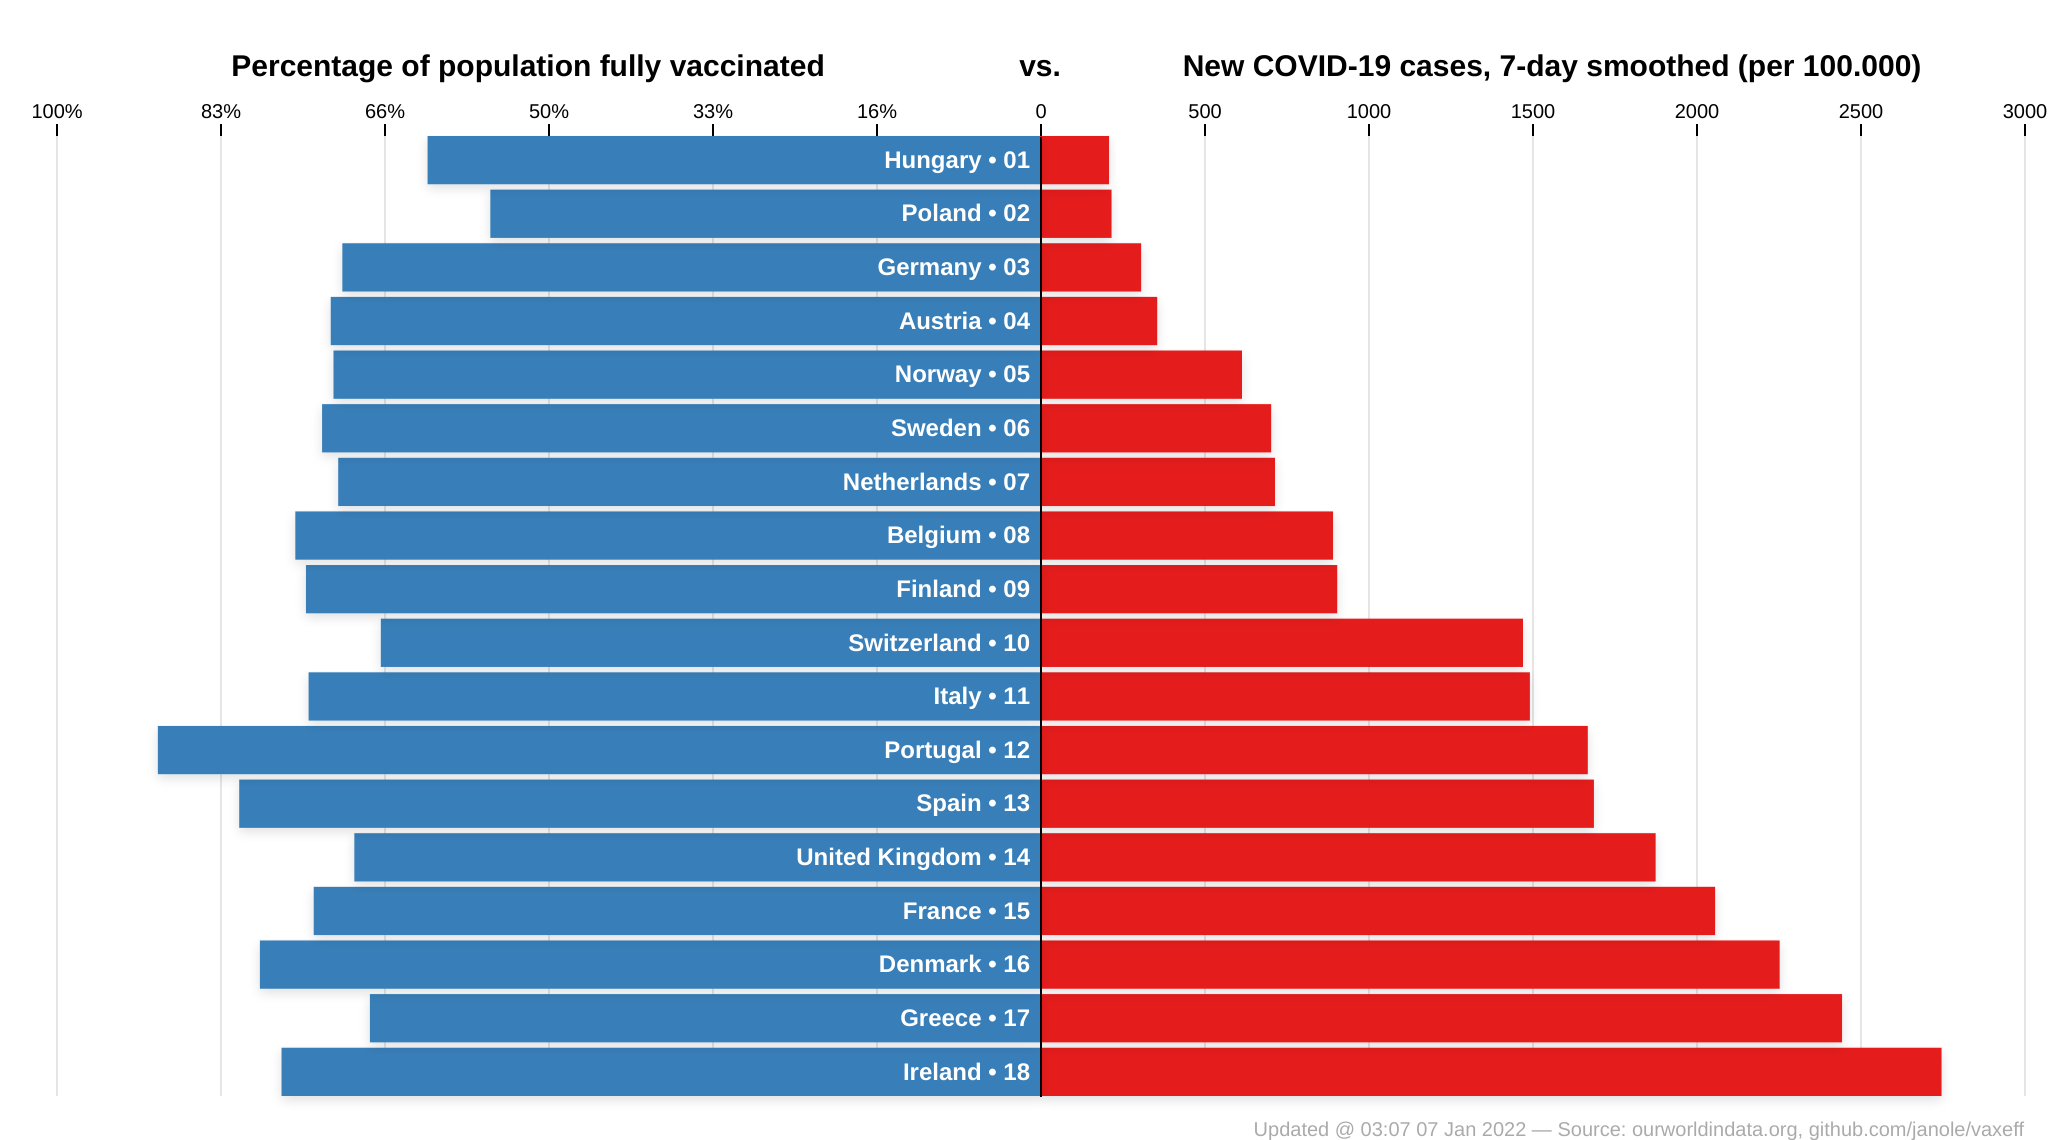 Percentage of population fully vaccinated vs. New COVID-19 cases, 7-day smoothed (per 100.000)
100% 83% 66% 50% 33% 16% 0 500 1000 1500 2000 2500 3000
Hungary • 01
Poland • 02
Germany • 03
Austria • 04
Norway • 05
Sweden • 06
Netherlands • 07
Belgium • 08
Finland • 09
Switzerland • 10
Italy • 11
Portugal • 12
Spain • 13
United Kingdom • 14
France • 15
Denmark • 16
Greece • 17
Ireland • 18
Updated @ 03:07 07 Jan 2022 — Source: ourworldindata.org, github.com/janole/vaxeff